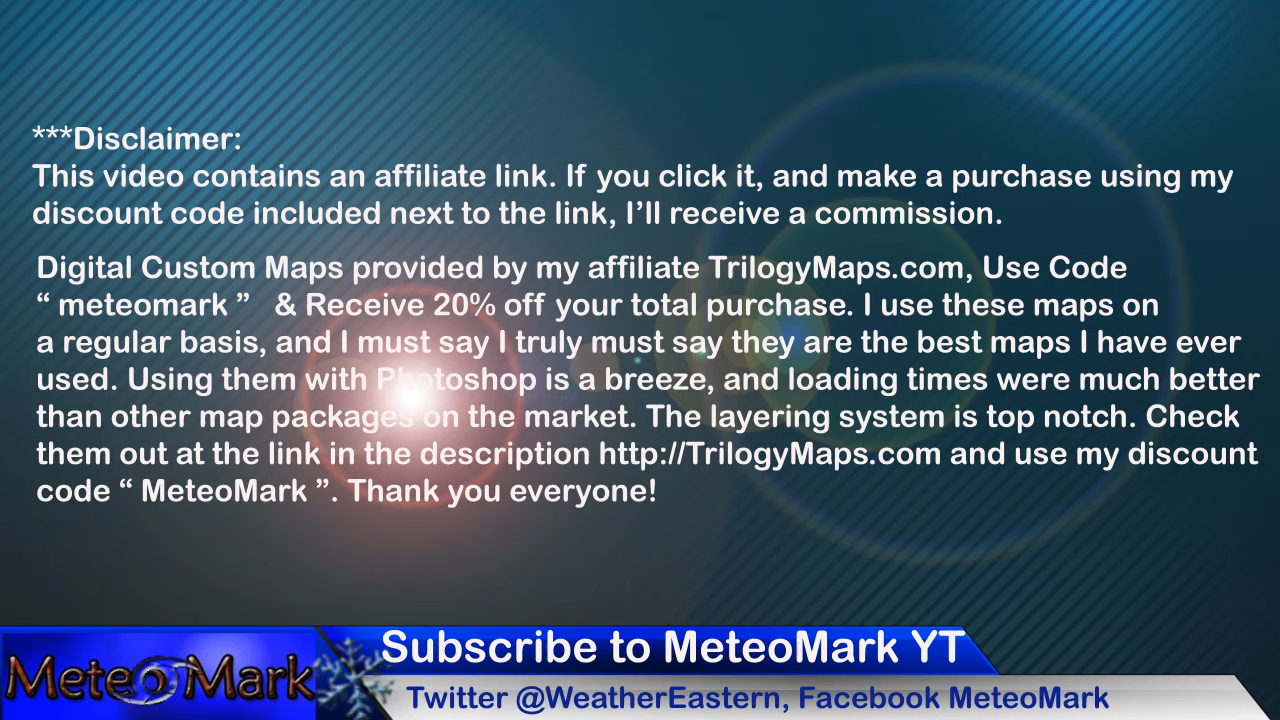 ***Disclaimer:
This video contains an affiliate link. If you click it, and make a purchase using my
discount code included next to the link, I’ll receive a commission.
Digital Custom Maps provided by my affiliate TrilogyMaps.com, Use Code
“ meteomark ” & Receive 20% off your total purchase. I use these maps on
a regular basis, and I must say I truly must say they are the best maps I have ever
used. Using them with Photoshop is a breeze, and loading times were much better
than other map packages on the market. The layering system is top notch. Check
them out at the link in the description http://TrilogyMaps.com and use my discount
code “ MeteoMark ”. Thank you everyone!
Subscribe to MeteoMark YT
MeteoMark
Twitter @WeatherEastern, Facebook MeteoMark